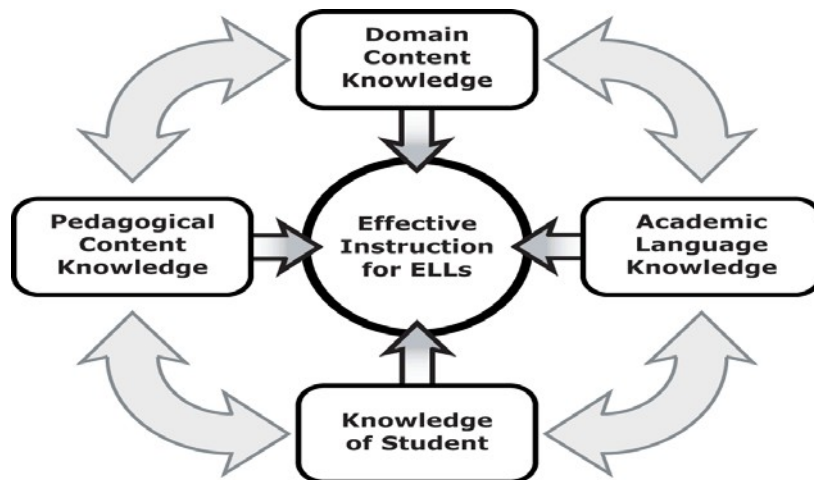 Domain
Content
Knowledge
Pedagogical
Content
Knowledge
Effective
Instruction
for ELLs
Academic
Language
Knowledge
Knowledge
of Student